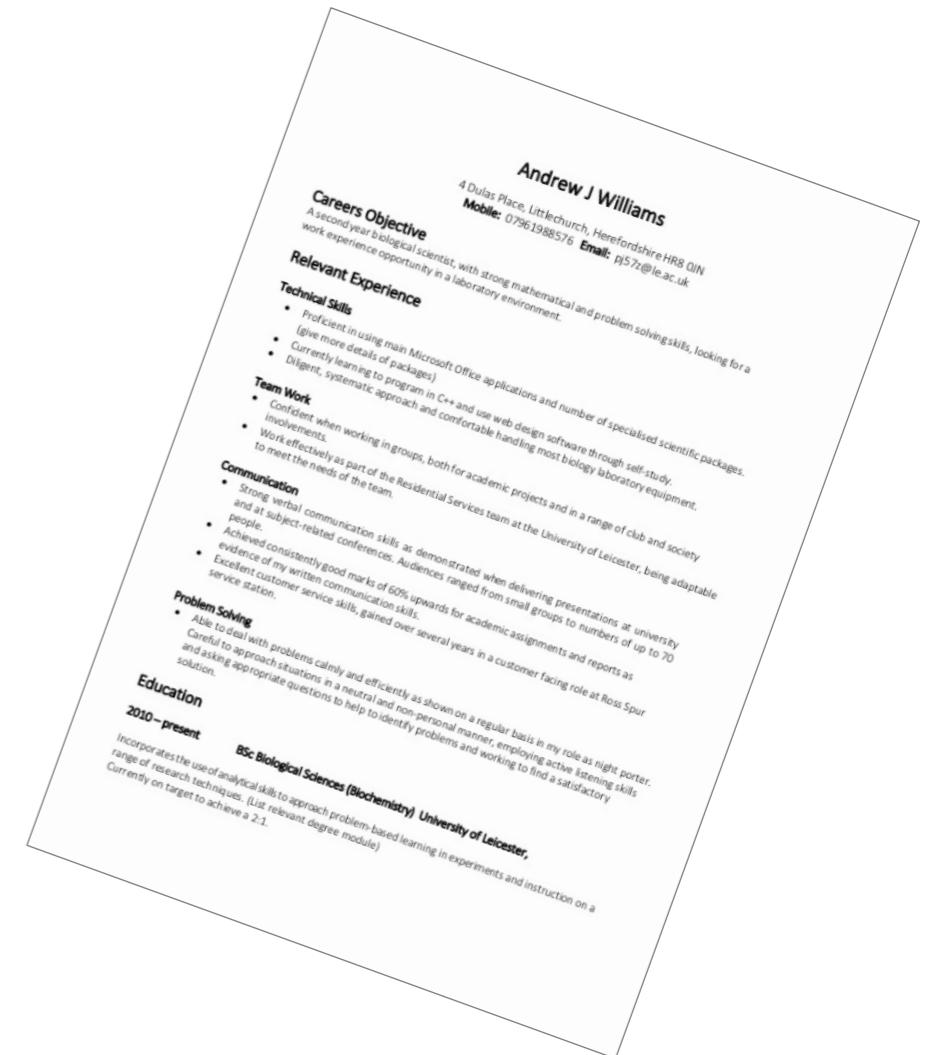 Andrew J Williams
4 Dulas Place, Littlechurch, Herefordshire HR8 0IN
Mobile: 07961988576 Email: pj57z@le.ac.uk
Careers Objective
A second year biological scientist, with strong mathematical and problem solving skills, looking for a
work experience opportunity in a laboratory environment.
Relevant Experience
Technical Skills
• Proficient in using main Microsoft Office applications and number of specialised scientific packages.
(give more details of packages)
• Currently learning to program in C++ and use web design software through self-study.
• Diligent, systematic approach and comfortable handling most biology laboratory equipment.
Team Work
• Confident when working in groups, both for academic projects and in a range of club and society
involvements.
• Work effectively as part of the Residential Services team at the University of Leicester, being adaptable
to meet the needs of the team.
Communication
• Strong verbal communication skills as demonstrated when delivering presentations at university
and at subject-related conferences. Audiences ranged from small groups to numbers of up to 70
people.
• Achieved consistently good marks of 60% upwards for academic assignments and reports as
evidence of my written communication skills.
• Excellent customer service skills, gained over several years in a customer facing role at Ross Spur
service station.
Problem Solving
• Able to deal with problems calmly and efficiently as shown on a regular basis in my role as night porter.
Careful to approach situations in a neutral and non-personal manner, employing active listening skills
and asking appropriate questions to help to identify problems and working to find a satisfactory
solution.
Education
2010 – present BSc Biological Sciences (Biochemistry) University of Leicester,
Incorporates the use of analytical skills to approach problem-based learning in experiments and instruction on a
range of research techniques. (List relevant degree module)
Currently on target to achieve a 2:1.